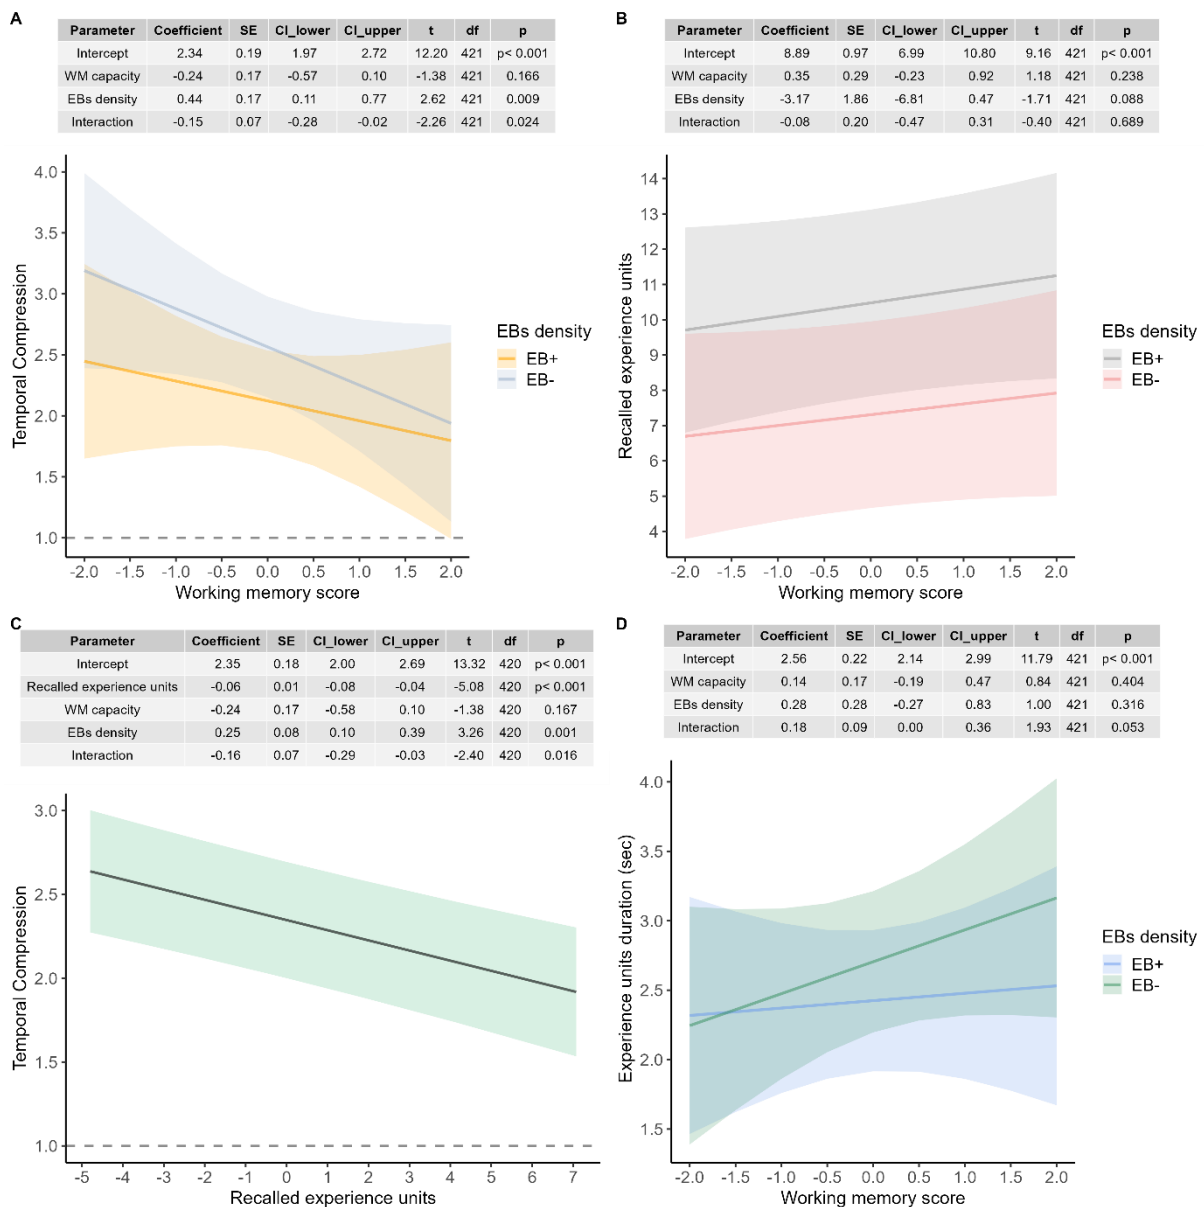 A
Parameter Coefficient SE CI_lower CI_upper t df p
Intercept 2.34 0.19 1.97 2.72 12.20 421 p< 0.001
WM capacity -0.24 0.17 -0.57 0.10 -1.38 421 0.166
EBs density 0.44 0.17 0.11 0.77 2.62 421 0.009
Interaction -0.15 0.07 -0.28 -0.02 -2.26 421 0.024
Temporal Compression
4.0
3.5
3.0
2.5
2.0
1.5
1.0
-2.0 -1.5 -1.0 -0.5 0.0 0.5 1.0 1.5 2.0
Working memory score
EBs density
EB+
EB-
B
Parameter Coefficient SE CI_lower CI_upper t df p
Intercept 8.89 0.97 6.99 10.80 9.16 421 p< 0.001
WM capacity 0.35 0.29 -0.23 0.92 1.18 421 0.238
EBs density -3.17 1.86 -6.81 0.47 -1.71 421 0.088
Interaction -0.08 0.20 -0.47 0.31 -0.40 421 0.689
Recalled experience units
14
13
12
11
10
9
8
7
6
5
4
-2.0 -1.5 -1.0 -0.5 0.0 0.5 1.0 1.5 2.0
Working memory score
EBs density
EB+
EB-
C
Parameter Coefficient SE CI_lower CI_upper t df p
Intercept 2.35 0.18 2.00 2.69 13.32 420 p< 0.001
Recalled experience units -0.06 0.01 -0.08 -0.04 -5.08 420 p< 0.001
WM capacity -0.24 0.17 -0.58 0.10 -1.38 420 0.167
EBs density 0.25 0.08 0.10 0.39 3.26 420 0.001
Interaction -0.16 0.07 -0.29 -0.03 -2.40 420 0.016
Temporal Compression
3.0
2.5
2.0
1.5
1.0
-5 -4 -3 -2 -1 0 1 2 3 4 5 6 7
Recalled experience units
D
Parameter Coefficient SE CI_lower CI_upper t df p
Intercept 2.56 0.22 2.14 2.99 11.79 421 p< 0.001
WM capacity 0.14 0.17 -0.19 0.47 0.84 421 0.404
EBs density 0.28 0.28 -0.27 0.83 1.00 421 0.316
Interaction 0.18 0.09 0.00 0.36 1.93 421 0.053
Experience units duration (sec)
4.0
3.5
3.0
2.5
2.0
1.5
-2.0 -1.5 -1.0 -0.5 0.0 0.5 1.0 1.5 2.0
Working memory score
EBs density
EB+
EB-